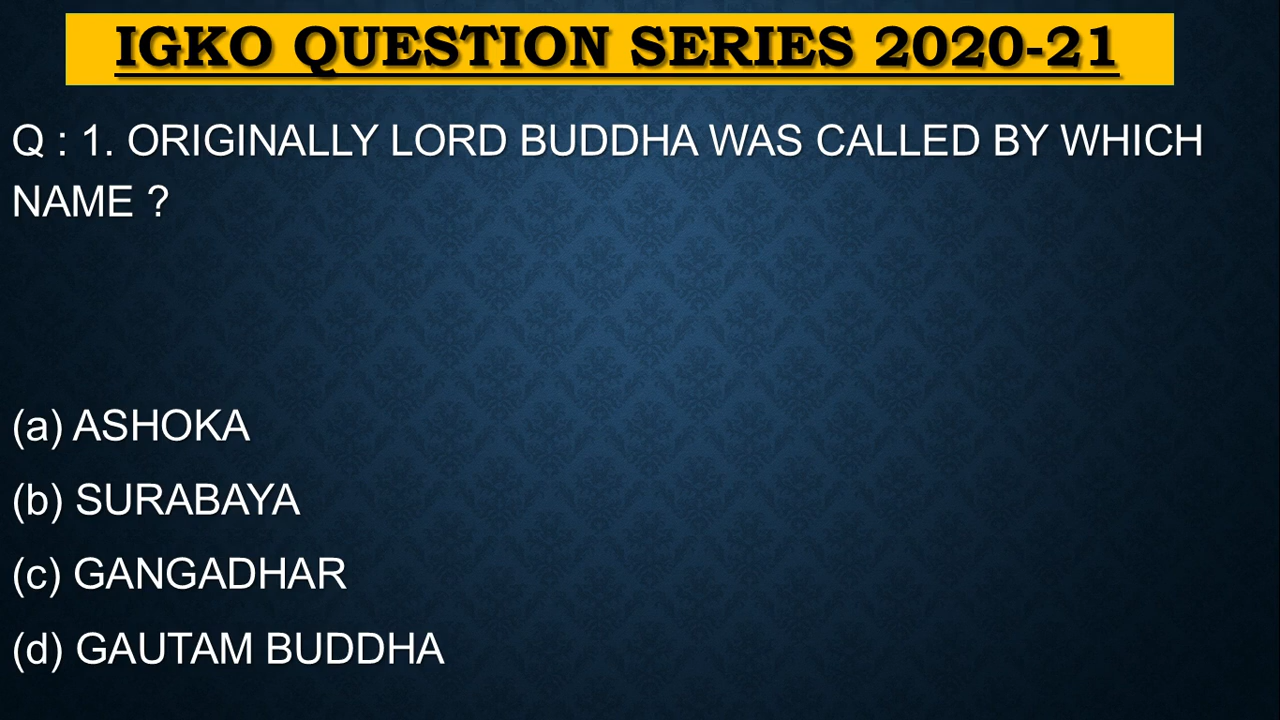 IGKO QUESTION SERIES 2020-21
Q : 1. ORIGINALLY LORD BUDDHA WAS CALLED BY WHICH
NAME ?
(a) ASHOKA
(b) SURABAYA
(c) GANGADHAR
(d) GAUTAM BUDDHA